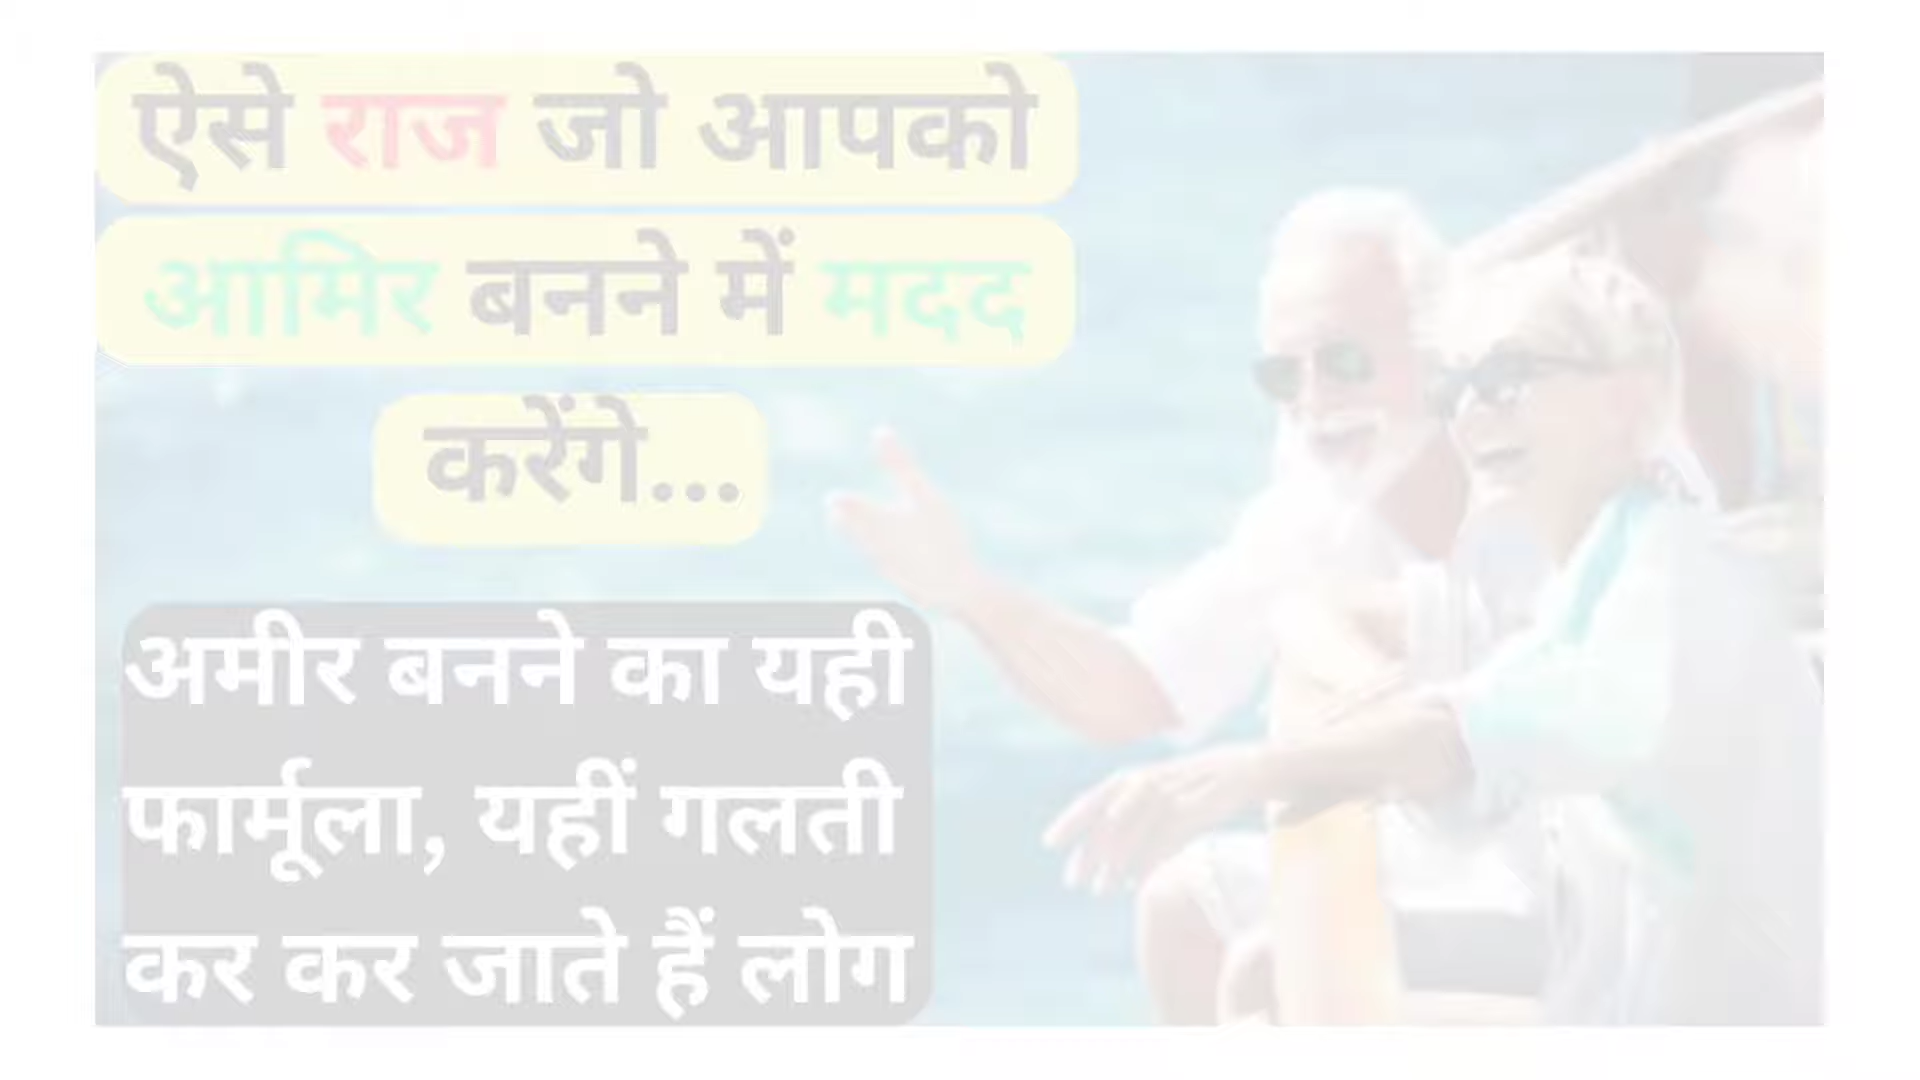 ऐसे राज जो आपको
आमिर बनने में मदद
करेंगे...
अमीर बनने का यही
फार्मूला, यहीं गलती
कर कर जाते हैं लोग